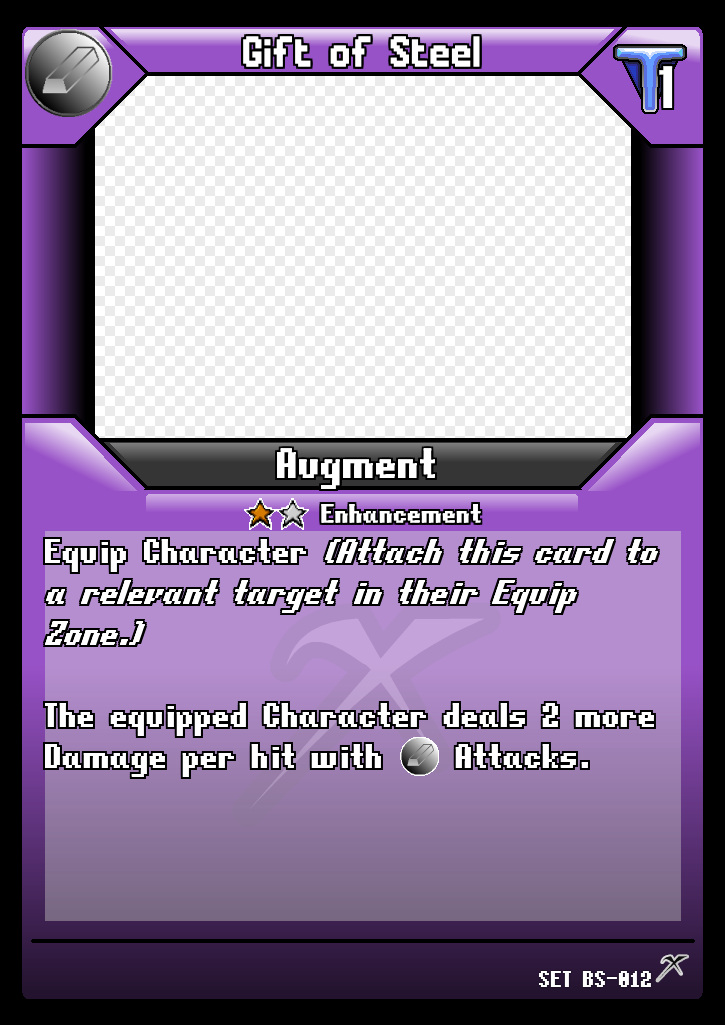 Gift of Steel
1
Augment
Enhancement
Equip Character (Attach this card to
a relevant target in their Equip
Zone.)
The equipped Character deals 2 more
Damage per hit with Attacks.
SET BS-012